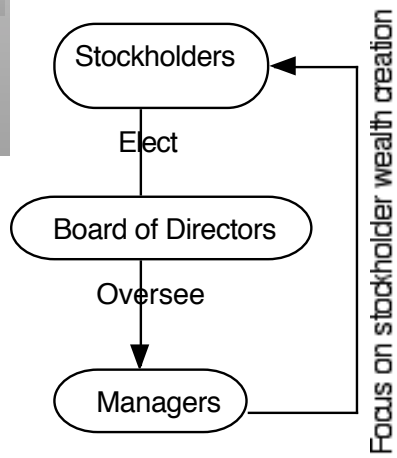 Stockholders
Elect
Board of Directors
Oversee
Managers
Focus on stockholder wealth creation